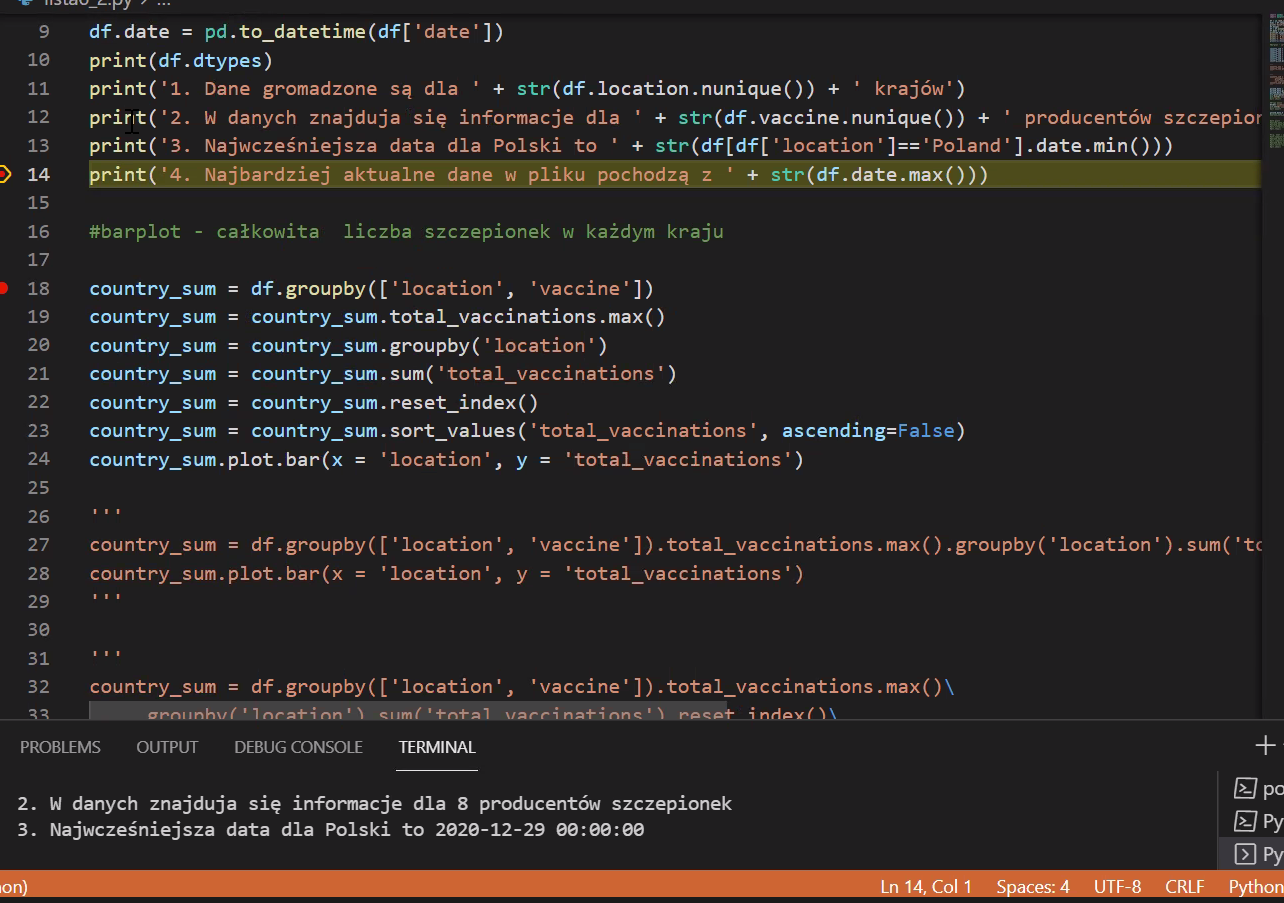 lista6_2.py > ...
9 df.date = pd.to_datetime(df['date'])
10 print(df.dtypes)
11 print('1. Dane gromadzone są dla ' + str(df.location.nunique()) + ' krajów')
12 print('2. W danych znajduja się informacje dla ' + str(df.vaccine.nunique()) + ' producentów szczepion
13 print('3. Najwcześniejsza data dla Polski to ' + str(df[df['location']=='Poland'].date.min()))
14 print('4. Najbardziej aktualne dane w pliku pochodzą z ' + str(df.date.max()))
15
16 #barplot - całkowita  liczba szczepionek w każdym kraju
17
18 country_sum = df.groupby(['location', 'vaccine'])
19 country_sum = country_sum.total_vaccinations.max()
20 country_sum = country_sum.groupby('location')
21 country_sum = country_sum.sum('total_vaccinations')
22 country_sum = country_sum.reset_index()
23 country_sum = country_sum.sort_values('total_vaccinations', ascending=False)
24 country_sum.plot.bar(x = 'location', y = 'total_vaccinations')
25
26 '''
27 country_sum = df.groupby(['location', 'vaccine']).total_vaccinations.max().groupby('location').sum('to
28 country_sum.plot.bar(x = 'location', y = 'total_vaccinations')
29 '''
30
31 '''
32 country_sum = df.groupby(['location', 'vaccine']).total_vaccinations.max()\
33 .groupby('location').sum('total_vaccinations').reset_index()\
PROBLEMS OUTPUT DEBUG CONSOLE TERMINAL
2. W danych znajduja się informacje dla 8 producentów szczepionek
3. Najwcześniejsza data dla Polski to 2020-12-29 00:00:00
po
Py
Py
hon) Ln 14, Col 1 Spaces: 4 UTF-8 CRLF Python